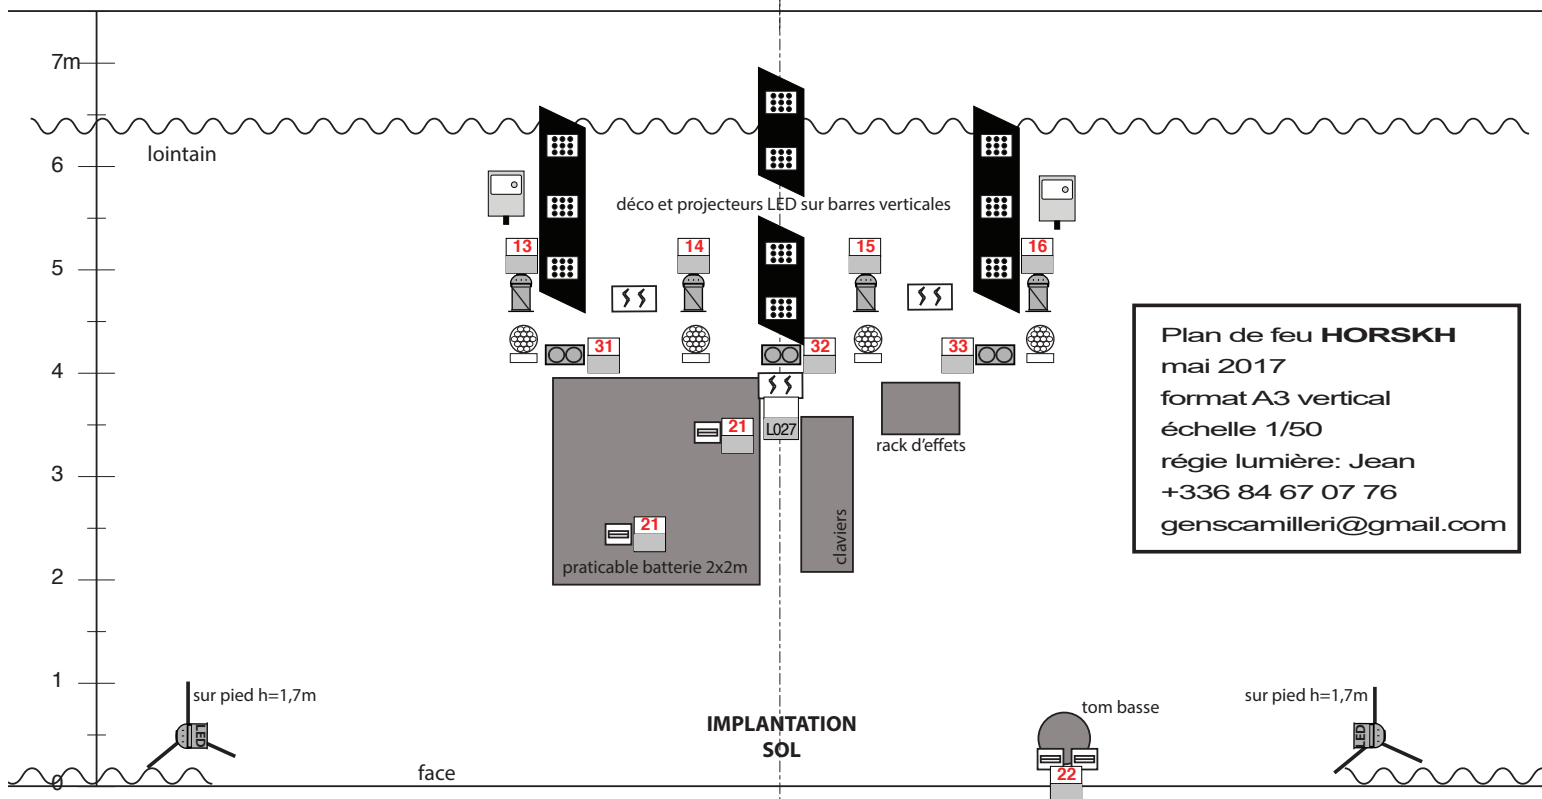 7m
lointain
6
déco et projecteurs LED sur barres verticales
13
14
15
16
5
31
32
33
4
21
L027
rack d'effets
3
21
claviers
praticable batterie 2x2m
2
Plan de feu HORSKH
mai 2017
format A3 vertical
échelle 1/50
régie lumière: Jean
+336 84 67 07 76
genscamilleri@gmail.com
1
sur pied h=1,7m
LED
IMPLANTATION
SOL
tom basse
sur pied h=1,7m
LED
22
face
0